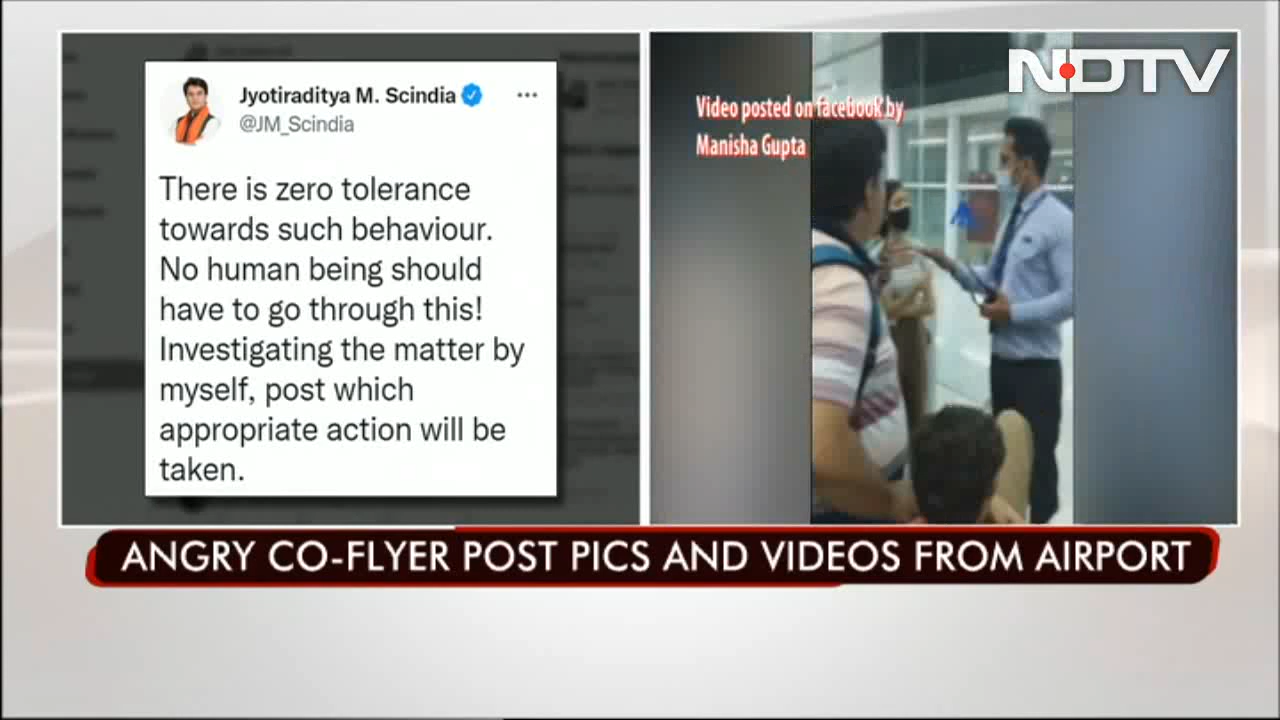 Jyotiraditya M. Scindia
@JM_Scindia
There is zero tolerance
towards such behaviour.
No human being should
have to go through this!
Investigating the matter by
myself, post which
appropriate action will be
taken.
NDTV
Video posted on facebook by
Manisha Gupta
ANGRY CO-FLYER POST PICS AND VIDEOS FROM AIRPORT